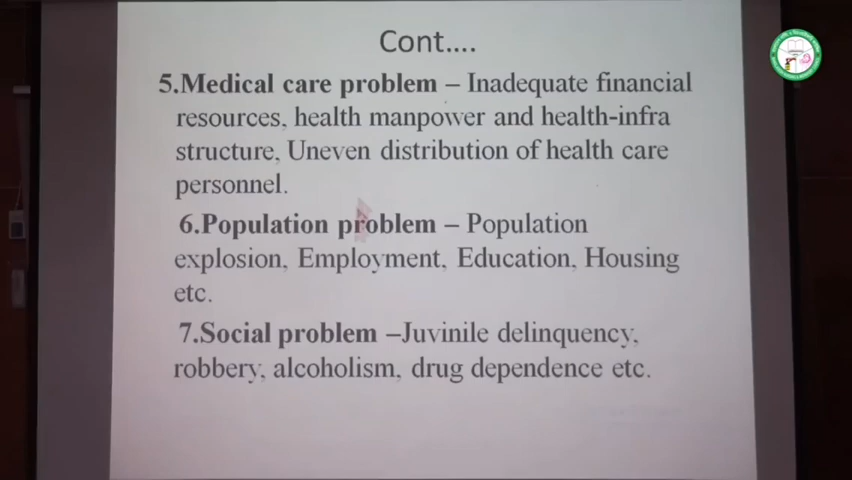 Cont....
5.Medical care problem – Inadequate financial
resources, health manpower and health-infra
structure, Uneven distribution of health care
personnel.
6.Population problem – Population
explosion, Employment, Education, Housing
etc.
7.Social problem –Juvinile delinquency,
robbery, alcoholism, drug dependence etc.